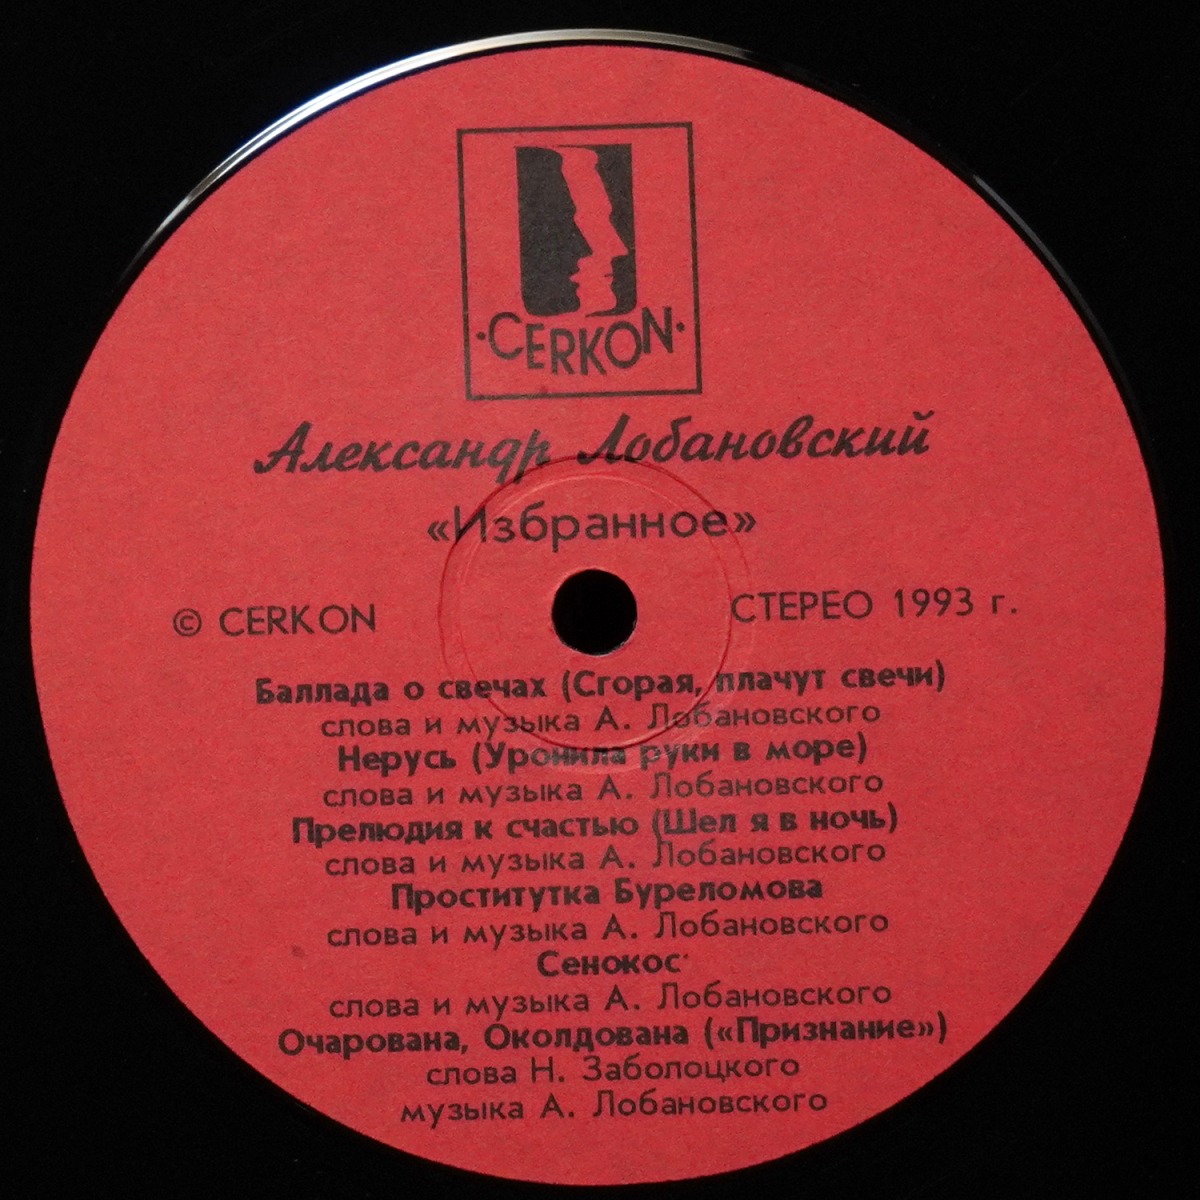 ·CERKON·
Александр Лобановский
«Избранное»
© CERKON СТЕРЕО 1993 г.
Баллада о свечах (Сгорая, плачут свечи)
слова и музыка А. Лобановского
Нерусь (Уронила руки в море)
слова и музыка А. Лобановского
Прелюдия к счастью (Шел я в ночь)
слова и музыка А. Лобановского
Проститутка Буреломова
слова и музыка А. Лобановского
Сенокос
слова и музыка А. Лобановского
Очарована, Околдована («Признание»)
слова Н. Заболоцкого
музыка А. Лобановского